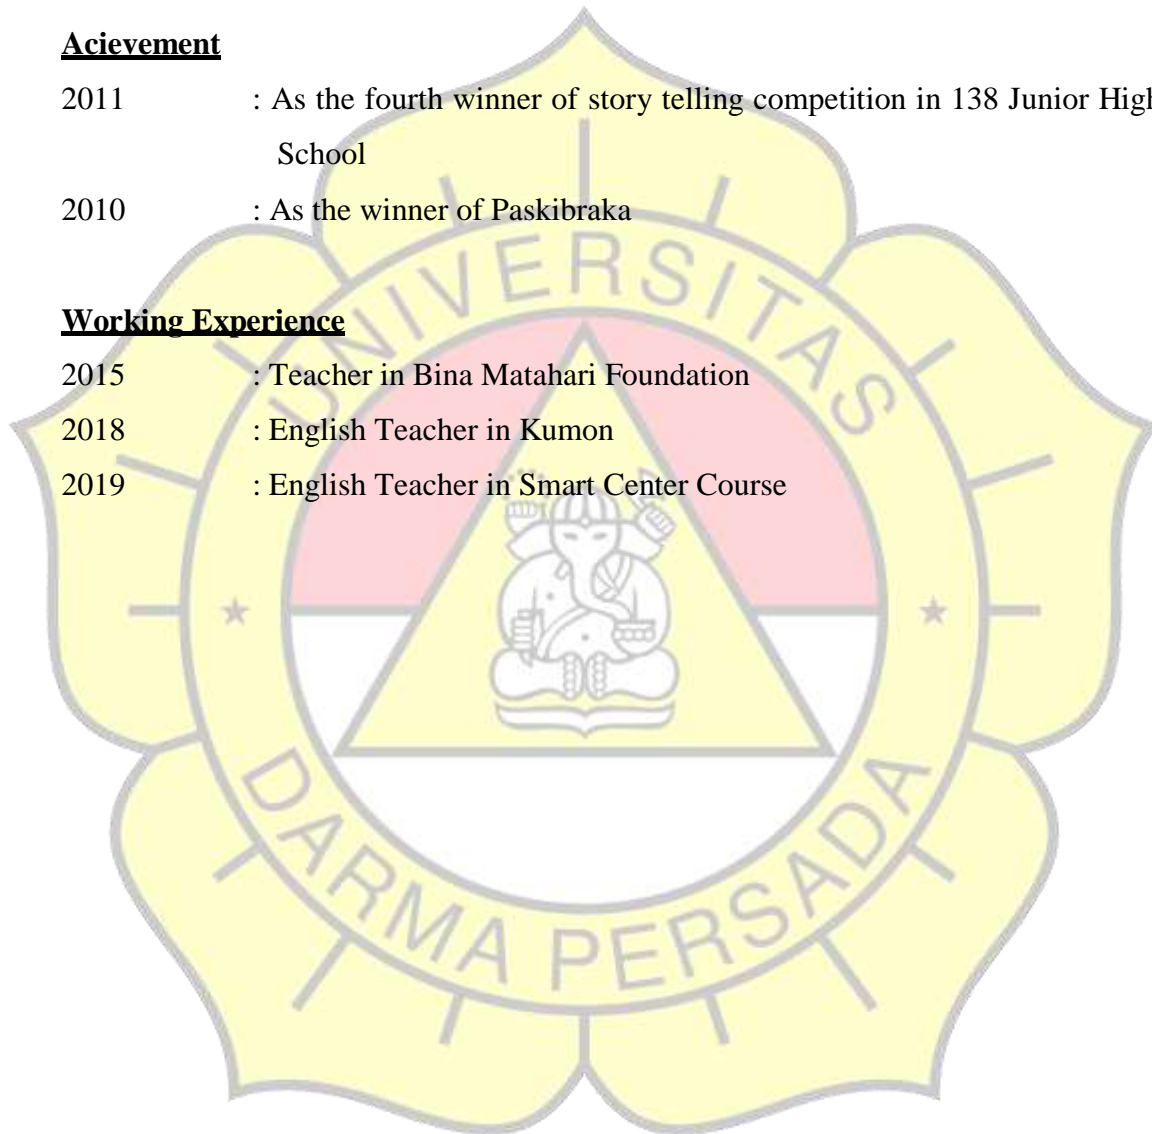 Acievement
2011 : As the fourth winner of story telling competition in 138 Junior High
School
2010 : As the winner of Paskibraka
Working Experience
2015 : Teacher in Bina Matahari Foundation
2018 : English Teacher in Kumon
2019 : English Teacher in Smart Center Course
UNIVERSITAS
DARMA PERSADA